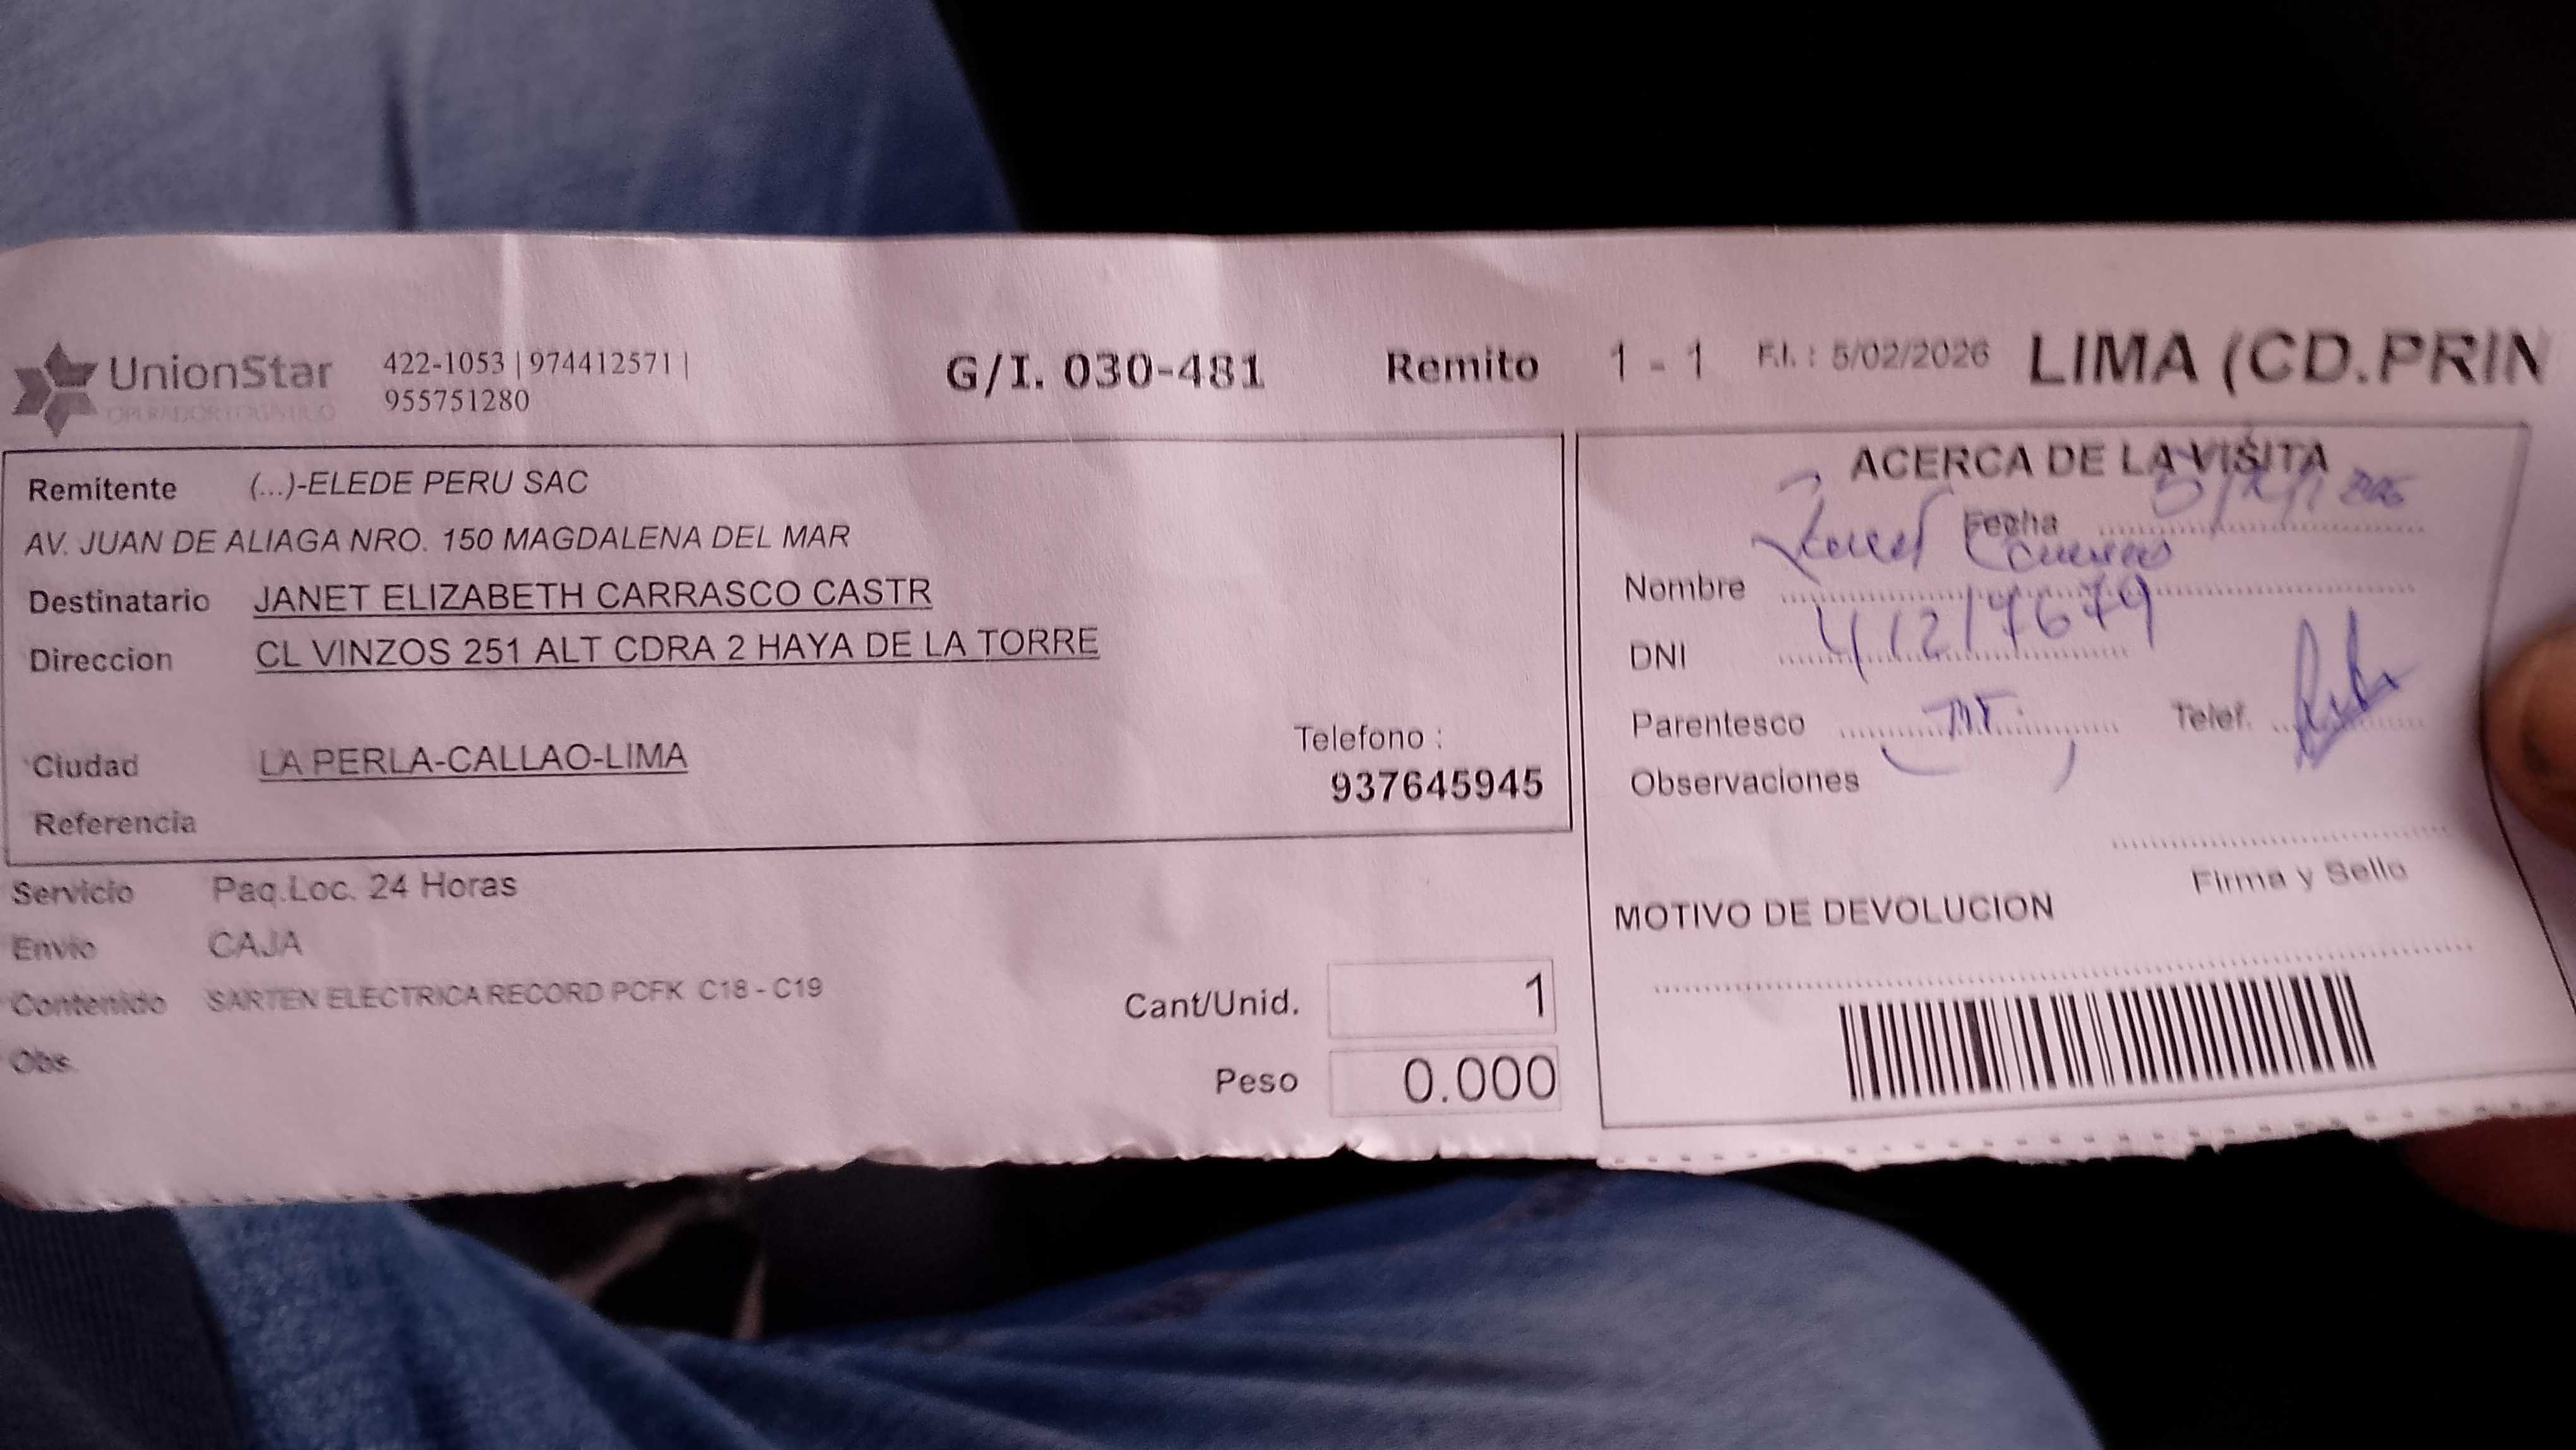 UnionStar
OPERADOR LOGISTICO
422-1053 | 974412571 |
955751280
G/I. 030-481
Remito 1 - 1
F.I. : 5/02/2026
LIMA (CD.PRIN
Remitente (...)-ELEDE PERU SAC
AV. JUAN DE ALIAGA NRO. 150 MAGDALENA DEL MAR
Destinatario JANET ELIZABETH CARRASCO CASTR
Direccion CL VINZOS 251 ALT CDRA 2 HAYA DE LA TORRE
Ciudad LA PERLA-CALLAO-LIMA
Telefono :
937645945
Referencia
Servicio Paq.Loc. 24 Horas
Envio CAJA
Contenido SARTEN ELECTRICA RECORD PCFK C18 - C19
Obs.
Cant/Unid. 1
Peso 0.000
ACERCA DE LA VISITA
Fecha
Nombre
DNI 41217679
Parentesco
Telef.
Observaciones
Firma y Sello
MOTIVO DE DEVOLUCION